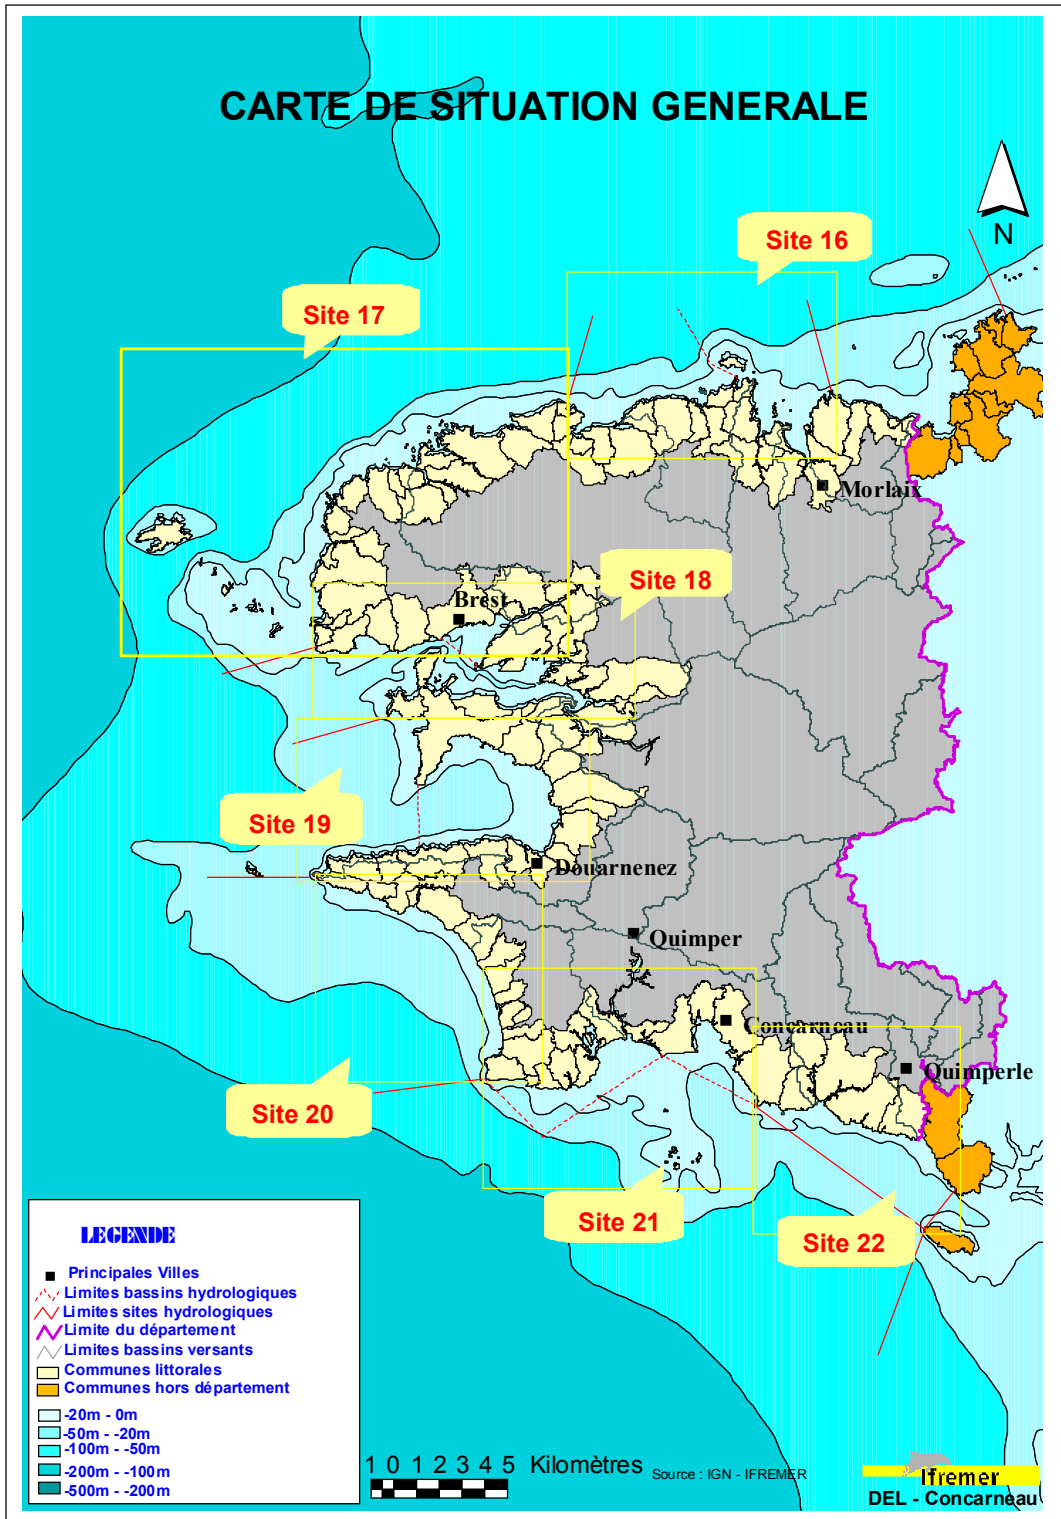 CARTE DE SITUATION GENERALE
N
Site 16
Site 17
Morlaix
Site 18
Brest
Site 19
Douarnenez
Quimper
Concarneau
Quimperle
Site 20
Site 21
Site 22
LEGENDE
Principales Villes
Limites bassins hydrologiques
Limites sites hydrologiques
Limite du département
Limites bassins versants
Communes littorales
Communes hors département
-20m - 0m
-50m - -20m
-100m - -50m
-200m - -100m
-500m - -200m
1 0 1 2 3 4 5 Kilomètres
Source : IGN - IFREMER
Ifremer
DEL - Concarneau